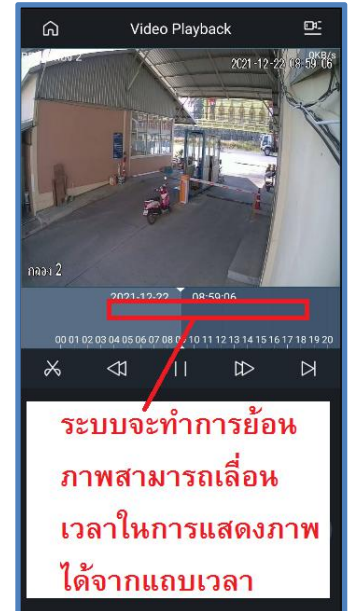 Video Playback
0KB/s
2021-12-22 08:59:06
กล้อง 2
2021-12-22 08:59:06
00 01 02 03 04 05 06 07 08 09 10 11 12 13 14 15 16 17 18 19 20
ระบบจะทำการย้อน
ภาพสามารถเลื่อน
เวลาในการแสดงภาพ
ได้จากแถบเวลา